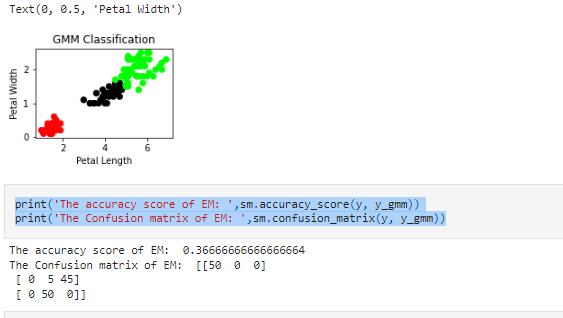 Text(0, 0.5, 'Petal Width')
GMM Classification
Petal Width
2
1
0
2 4 6
Petal Length
print('The accuracy score of EM: ',sm.accuracy_score(y, y_gmm))
print('The Confusion matrix of EM: ',sm.confusion_matrix(y, y_gmm))
The accuracy score of EM:  0.36666666666666664
The Confusion matrix of EM:  [[50  0  0]
 [ 0  5 45]
 [ 0 50  0]]